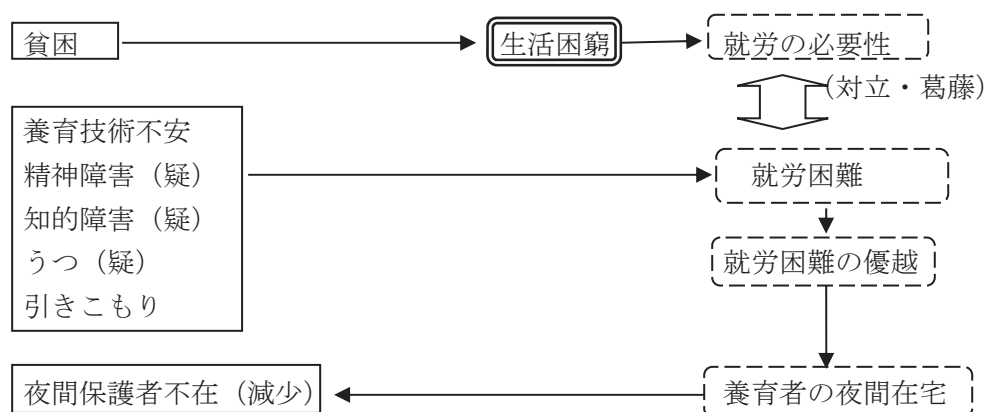 貧困
生活困窮
就労の必要性
(対立・葛藤)
養育技術不安
精神障害（疑）
知的障害（疑）
うつ（疑）
引きこもり
就労困難
就労困難の優越
夜間保護者不在（減少）
養育者の夜間在宅